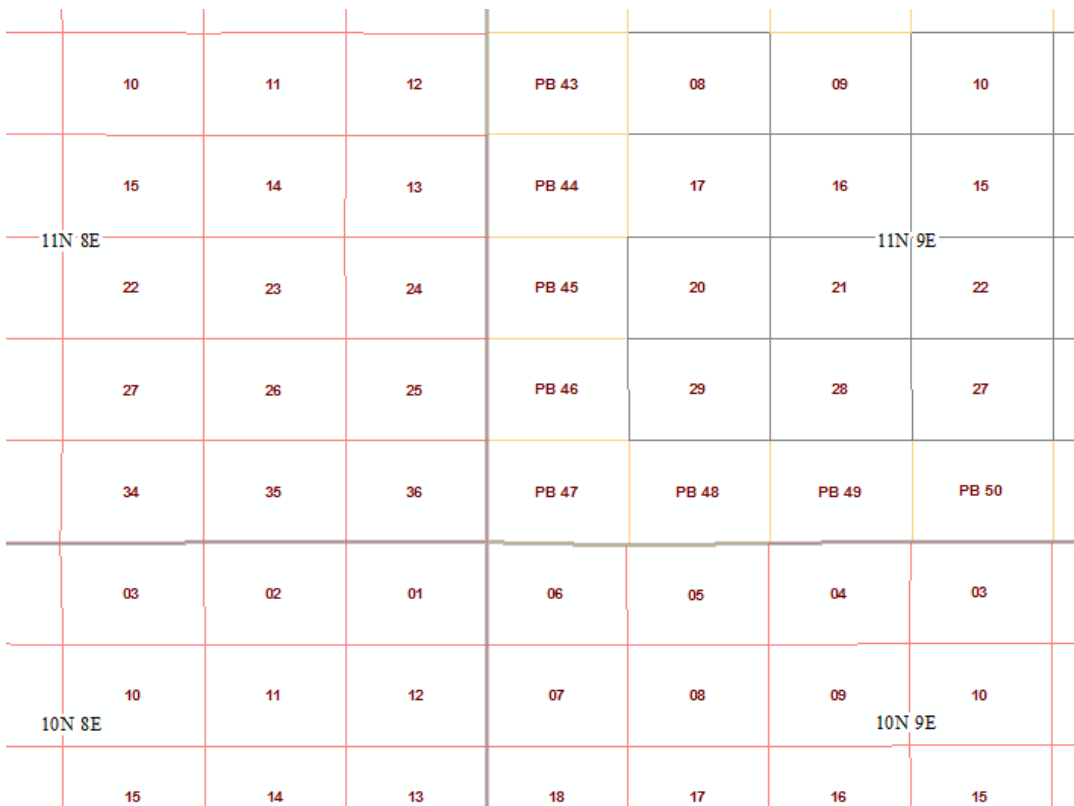 10 11 12 PB 43 08 09 10
15 14 13 PB 44 17 16 15
11N 8E 11N 9E
22 23 24 PB 45 20 21 22
27 26 25 PB 46 29 28 27
34 35 36 PB 47 PB 48 PB 49 PB 50
03 02 01 06 05 04 03
10 11 12 07 08 09 10
10N 8E 10N 9E
15 14 13 18 17 16 15